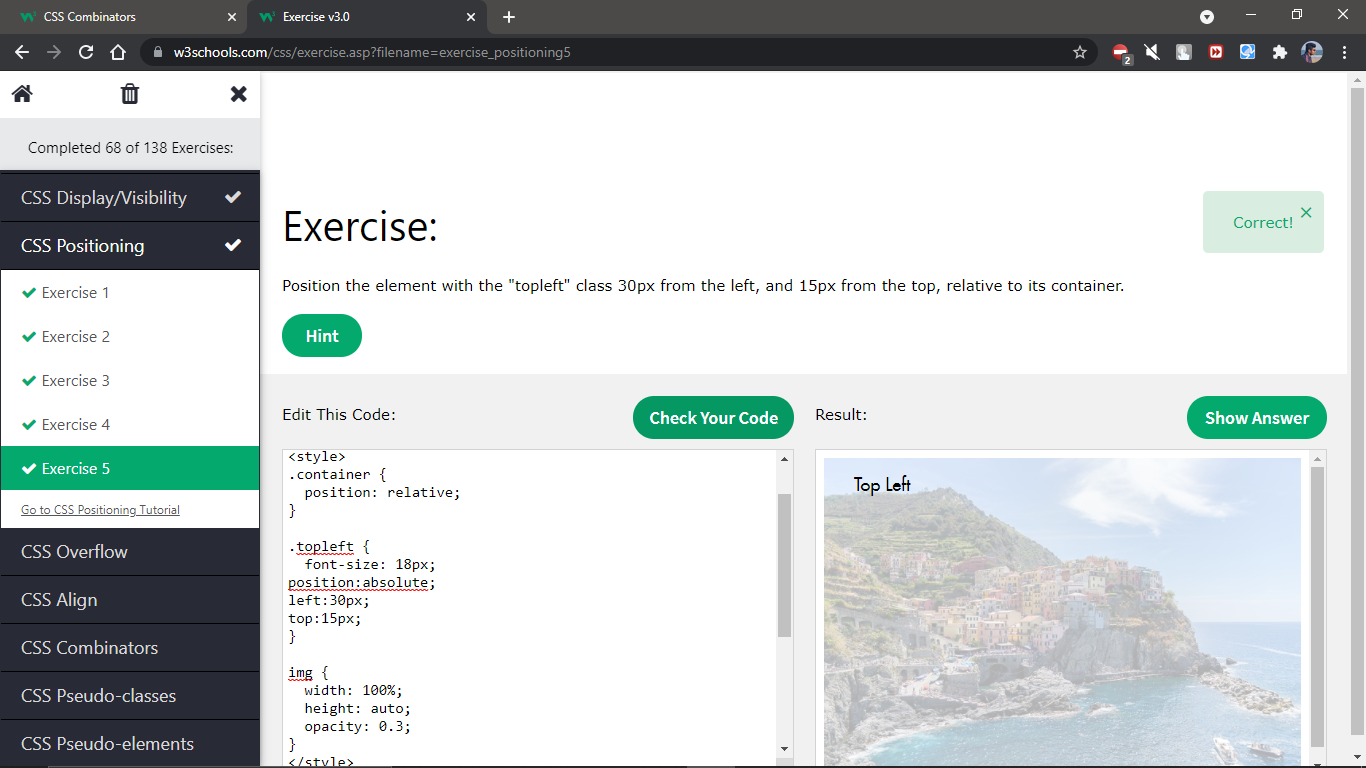 CSS Combinators
Exercise v3.0
w3schools.com/css/exercise.asp?filename=exercise_positioning5
2
Completed 68 of 138 Exercises:
CSS Display/Visibility
CSS Positioning
Exercise 1
Exercise 2
Exercise 3
Exercise 4
Exercise 5
Go to CSS Positioning Tutorial
CSS Overflow
CSS Align
CSS Combinators
CSS Pseudo-classes
CSS Pseudo-elements
Exercise:
Correct!
Position the element with the "topleft" class 30px from the left, and 15px from the top, relative to its container.
Hint
Edit This Code:
Check Your Code
<style>
.container {
  position: relative;
}
.topleft {
  font-size: 18px;
position:absolute;
left:30px;
top:15px;
}
img {
  width: 100%;
  height: auto;
  opacity: 0.3;
}
</style>
Result:
Show Answer
Top Left